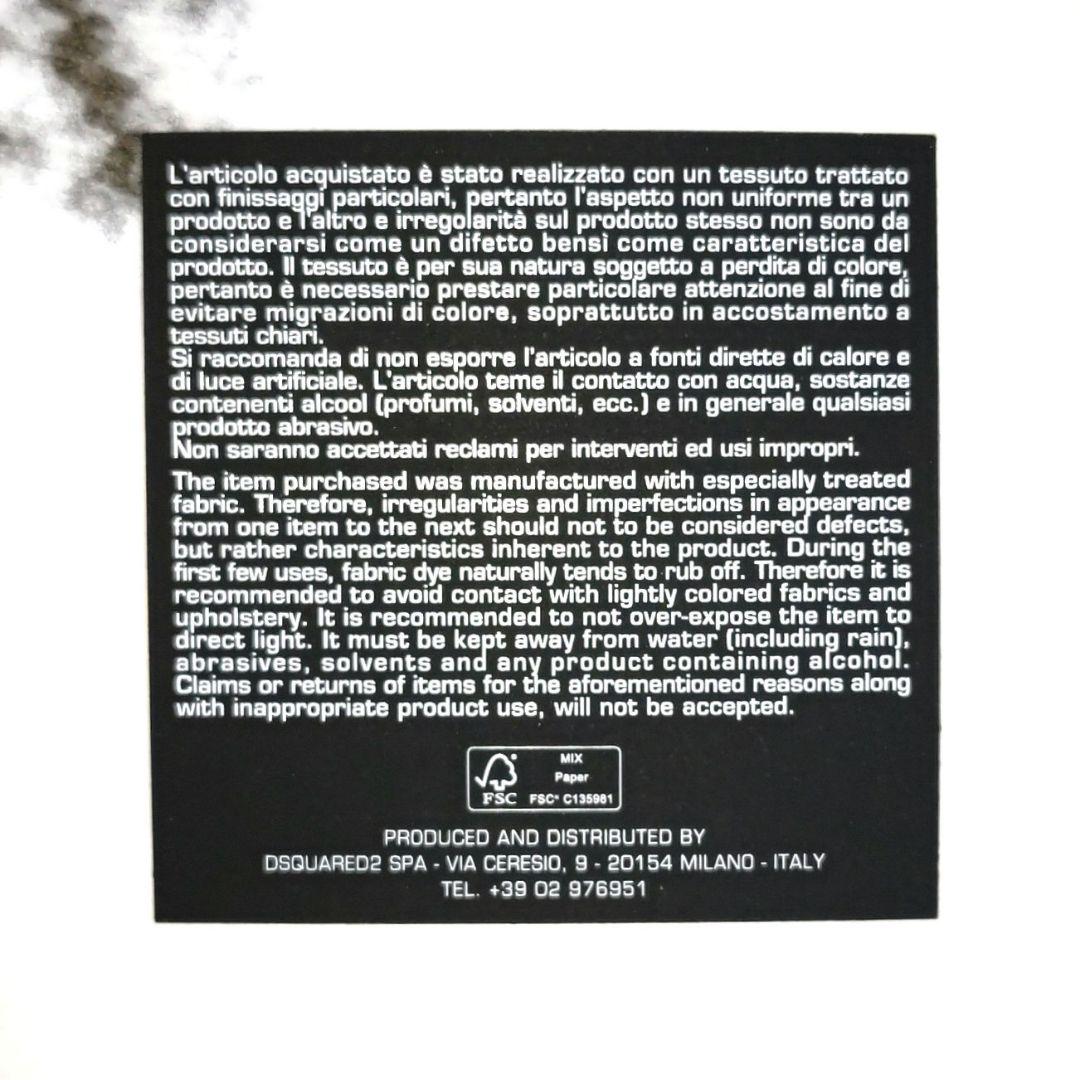 L'articolo acquistato è stato realizzato con un tessuto trattato
con finissaggi particolari, pertanto l'aspetto non uniforme tra un
prodotto e l'altro e irregolarità sul prodotto stesso non sono da
considerarsi come un difetto bensì come caratteristica del
prodotto. Il tessuto è per sua natura soggetto a perdita di colore,
pertanto è necessario prestare particolare attenzione al fine di
evitare migrazioni di colore, soprattutto in accostamento a
tessuti chiari.
Si raccomanda di non esporre l'articolo a fonti dirette di calore e
di luce artificiale. L'articolo teme il contatto con acqua, sostanze
contenenti alcool (profumi, solventi, ecc.) e in generale qualsiasi
prodotto abrasivo.
Non saranno accettati reclami per interventi ed usi impropri.
The item purchased was manufactured with especially treated
fabric. Therefore, irregularities and imperfections in appearance
from one item to the next should not to be considered defects,
but rather characteristics inherent to the product. During the
first few uses, fabric dye naturally tends to rub off. Therefore it is
recommended to avoid contact with lightly colored fabrics and
upholstery. It is recommended to not over-expose the item to
direct light. It must be kept away from water (including rain),
abrasives, solvents and any product containing alcohol.
Claims or returns of items for the aforementioned reasons along
with inappropriate product use, will not be accepted.
MIX
Paper
FSC FSC® C135981
PRODUCED AND DISTRIBUTED BY
DSQUARED2 SPA - VIA CERESIO, 9 - 20154 MILANO - ITALY
TEL. +39 02 976951